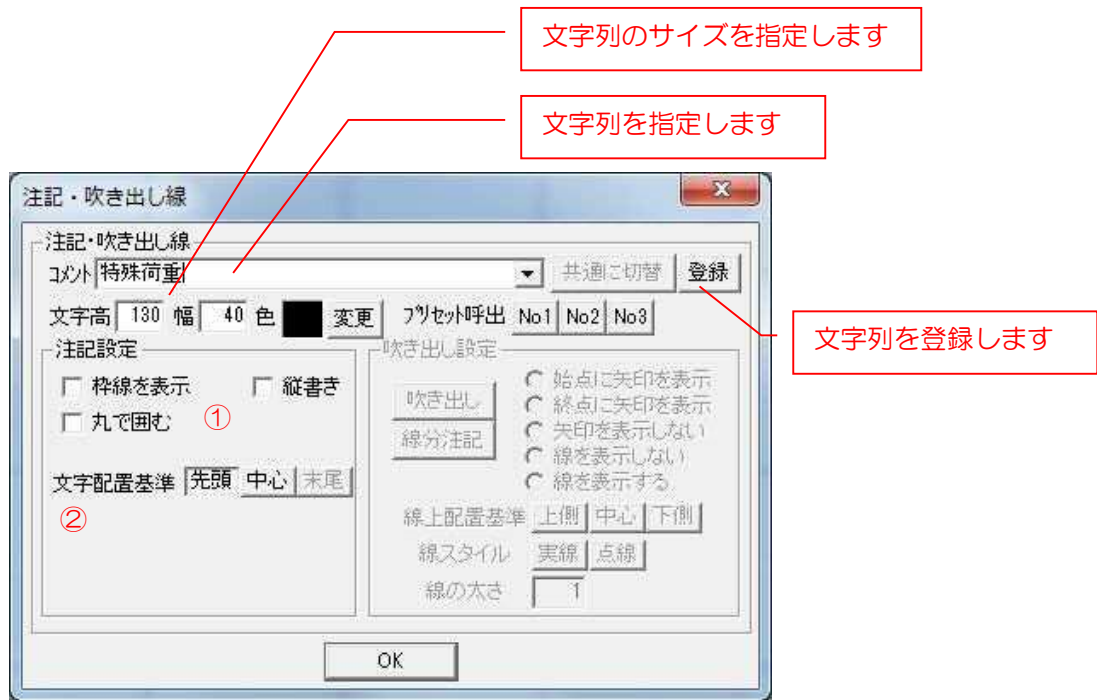 文字列のサイズを指定します
文字列を指定します
注記・吹き出し線
注記・吹き出し線
コメント 特殊荷重 共通に切替 登録
文字高 130 幅 40 色 変更 プリセット呼出 No1 No2 No3
文字列を登録します
注記設定
枠線を表示 縦書き
丸で囲む ①
文字配置基準 先頭 中心 末尾
②
吹き出し設定
吹き出し
線分注記
始点に矢印を表示
終点に矢印を表示
矢印を表示しない
線を表示しない
線を表示する
線上配置基準 上側 中心 下側
線スタイル 実線 点線
線の太さ 1
OK